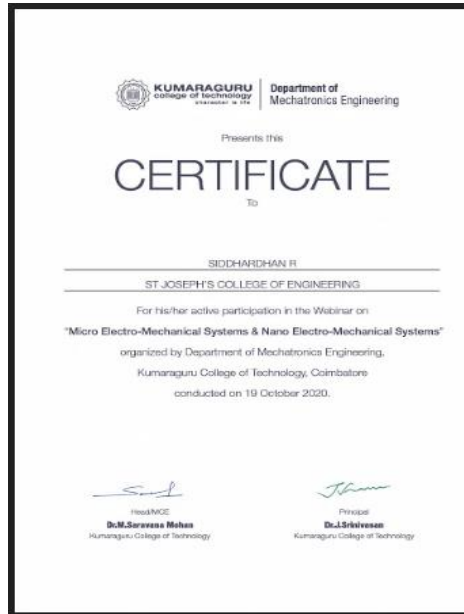 KUMARAGURU
college of technology
character is life
Department of
Mechatronics Engineering
Presents this
CERTIFICATE
To
SIDDHARDHAN R
ST JOSEPH'S COLLEGE OF ENGINEERING
For his/her active participation in the Webinar on
"Micro Electro-Mechanical Systems & Nano Electro-Mechanical Systems"
organized by Department of Mechatronics Engineering,
Kumaraguru College of Technology, Coimbatore
conducted on 19 October 2020.
Head/MCE
Dr.M.Saravana Mohan
Kumaraguru College of Technology
Principal
Dr.J.Srinivasan
Kumaraguru College of Technology